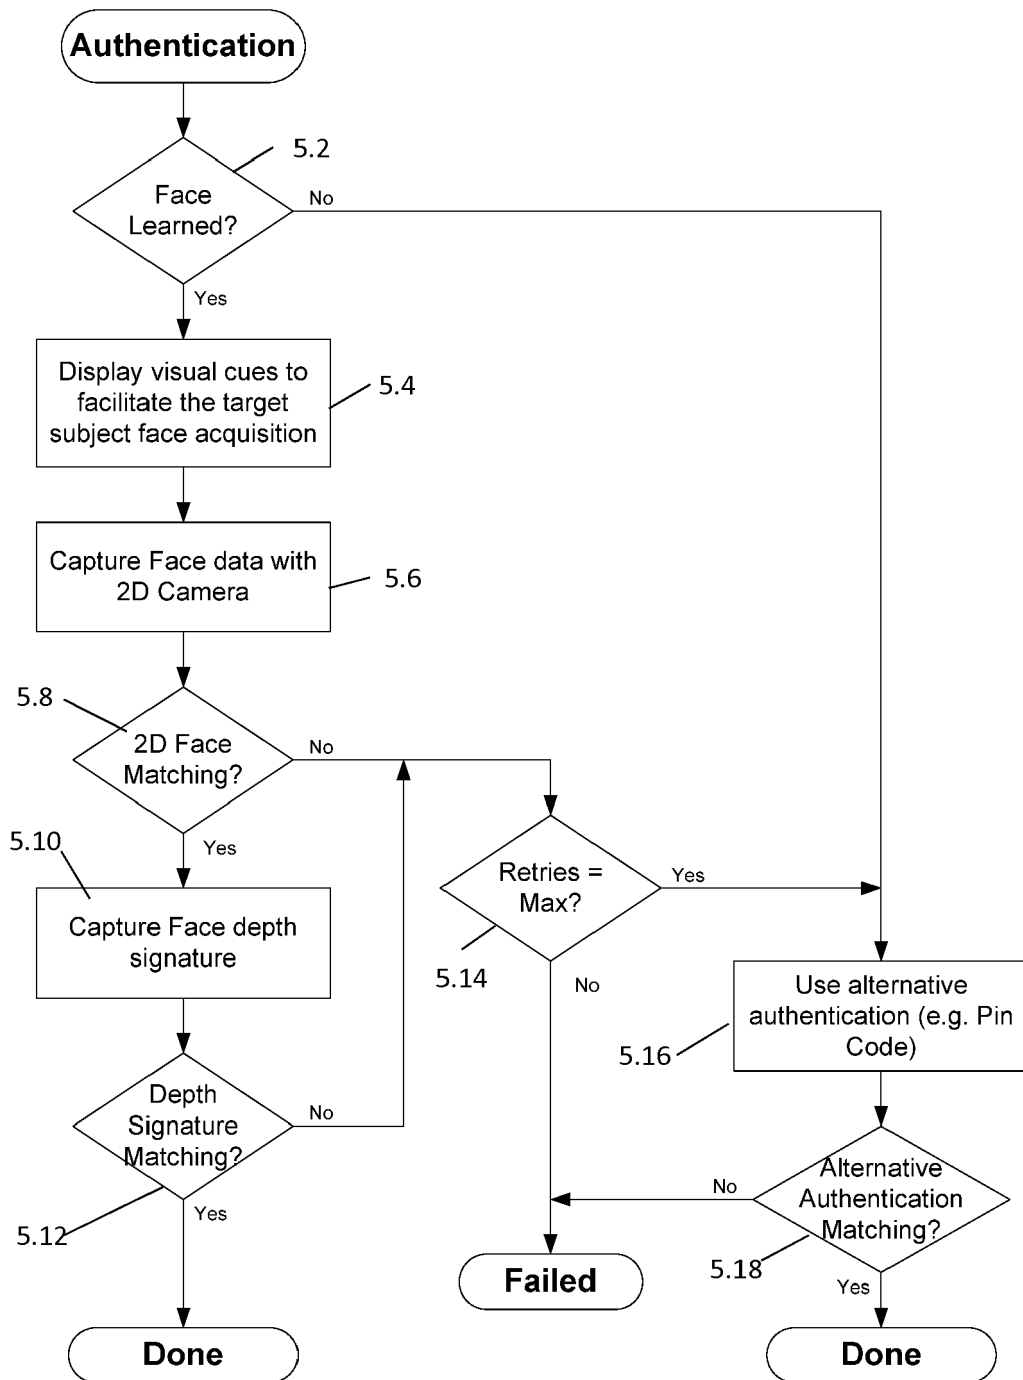 Authentication
5.2
Face
Learned?
No
Yes
Display visual cues to
facilitate the target
subject face acquisition
5.4
Capture Face data with
2D Camera
5.6
5.8
2D Face
Matching?
No
Yes
5.10
Capture Face depth
signature
Retries =
Max?
Yes
5.14
No
Use alternative
authentication (e.g. Pin
Code)
5.16
Depth
Signature
Matching?
No
5.12
Yes
Alternative
Authentication
Matching?
No
5.18
Yes
Failed
Done
Done